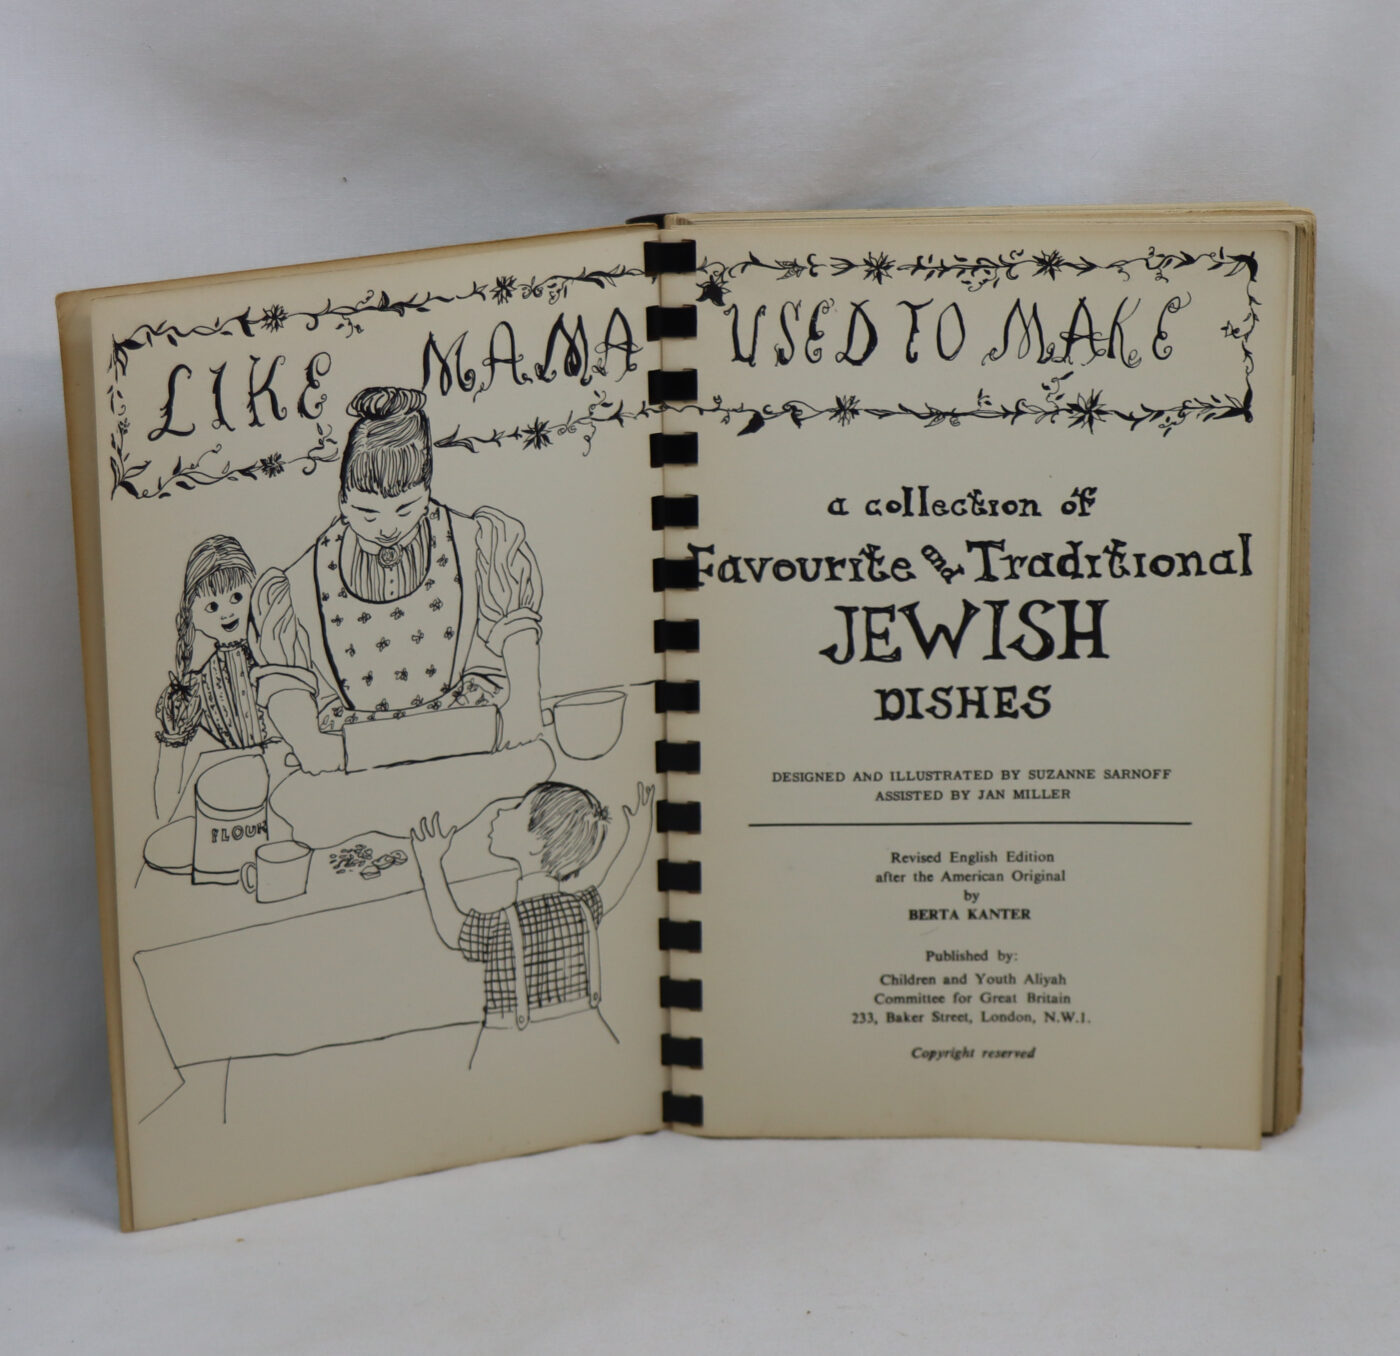 LIKE MAMA USED TO MAKE
a collection of
Favourite and Traditional
JEWISH
DISHES
DESIGNED AND ILLUSTRATED BY SUZANNE SARNOFF
ASSISTED BY JAN MILLER
Revised English Edition
after the American Original
by
BERTA KANTER
Published by:
Children and Youth Aliyah
Committee for Great Britain
233, Baker Street, London, N.W.1.
Copyright reserved
FLOUR